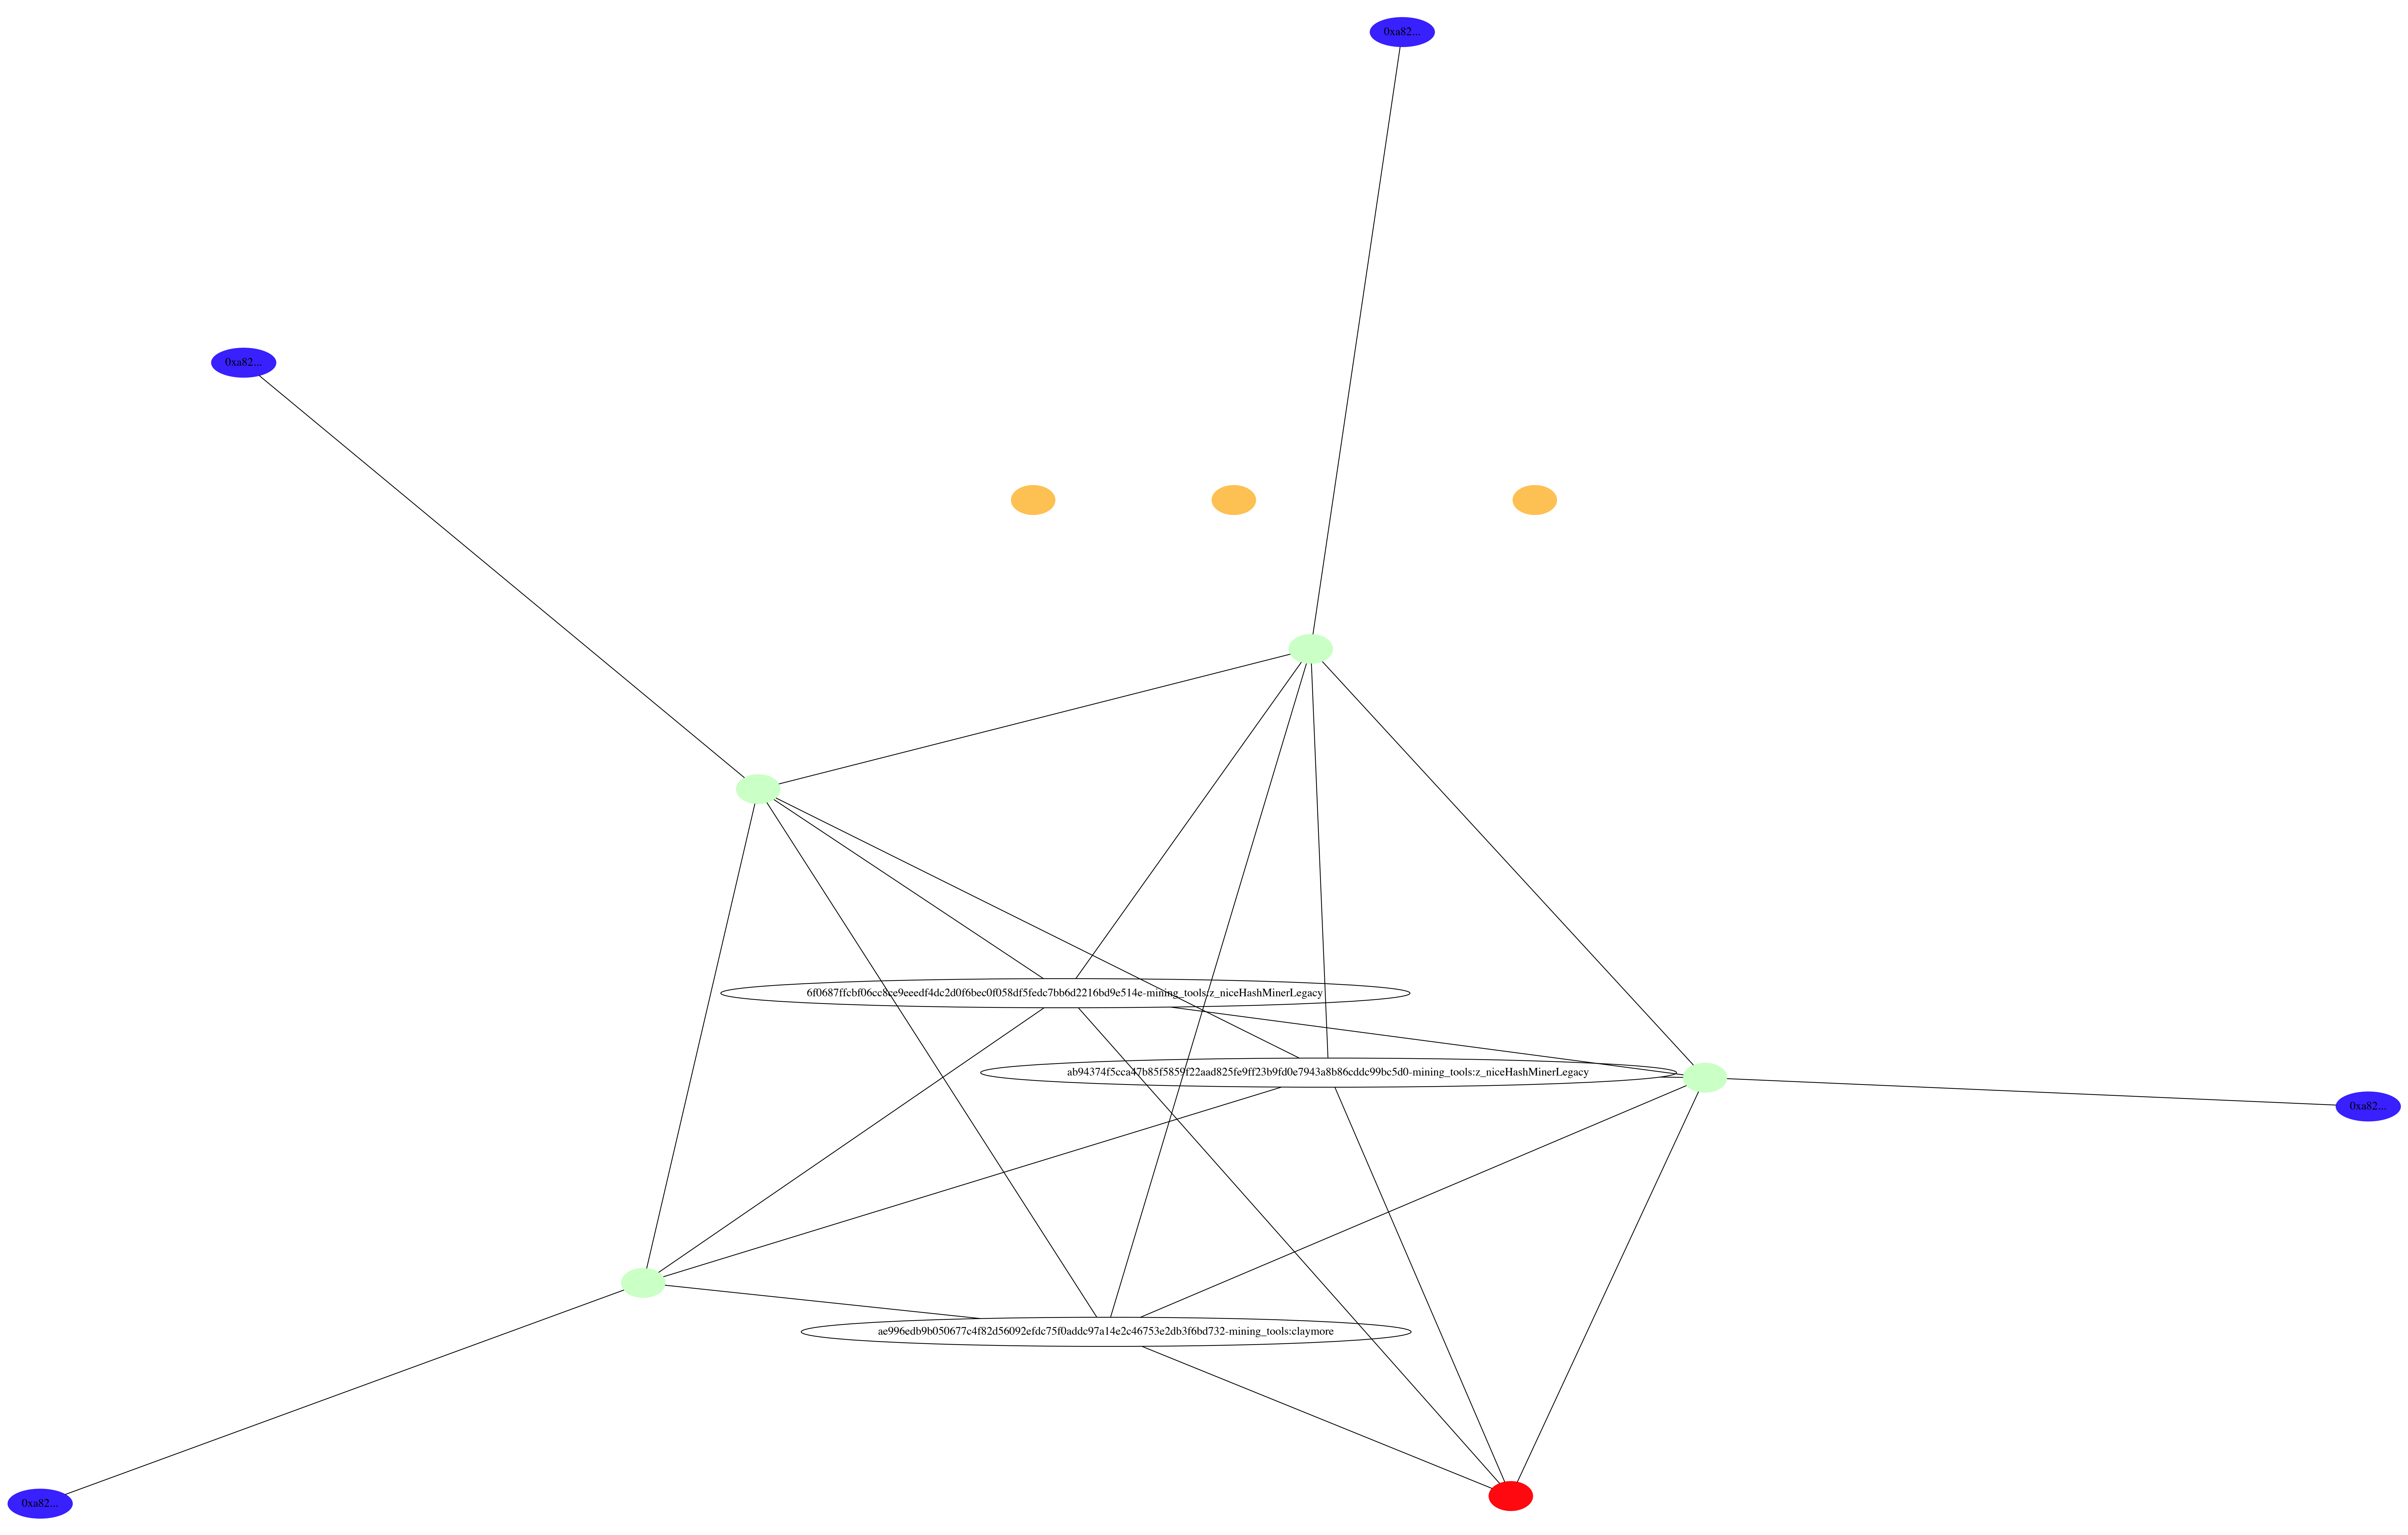 0xa82...
0xa82...
6f0687ffcbf06cc8ce9eeedf4dc2d0f6bec0f058df5fedc7bb6d2216bd9e514e-mining_tools:z_niceHashMinerLegacy
ab94374f5cca47b85f5859f22aad825fe9ff23b9fd0e7943a8b86cddc99bc5d0-mining_tools:z_niceHashMinerLegacy
0xa82...
ae996edb9b050677c4f82d56092efdc75f0addc97a14e2c46753e2db3f6bd732-mining_tools:claymore
0xa82...